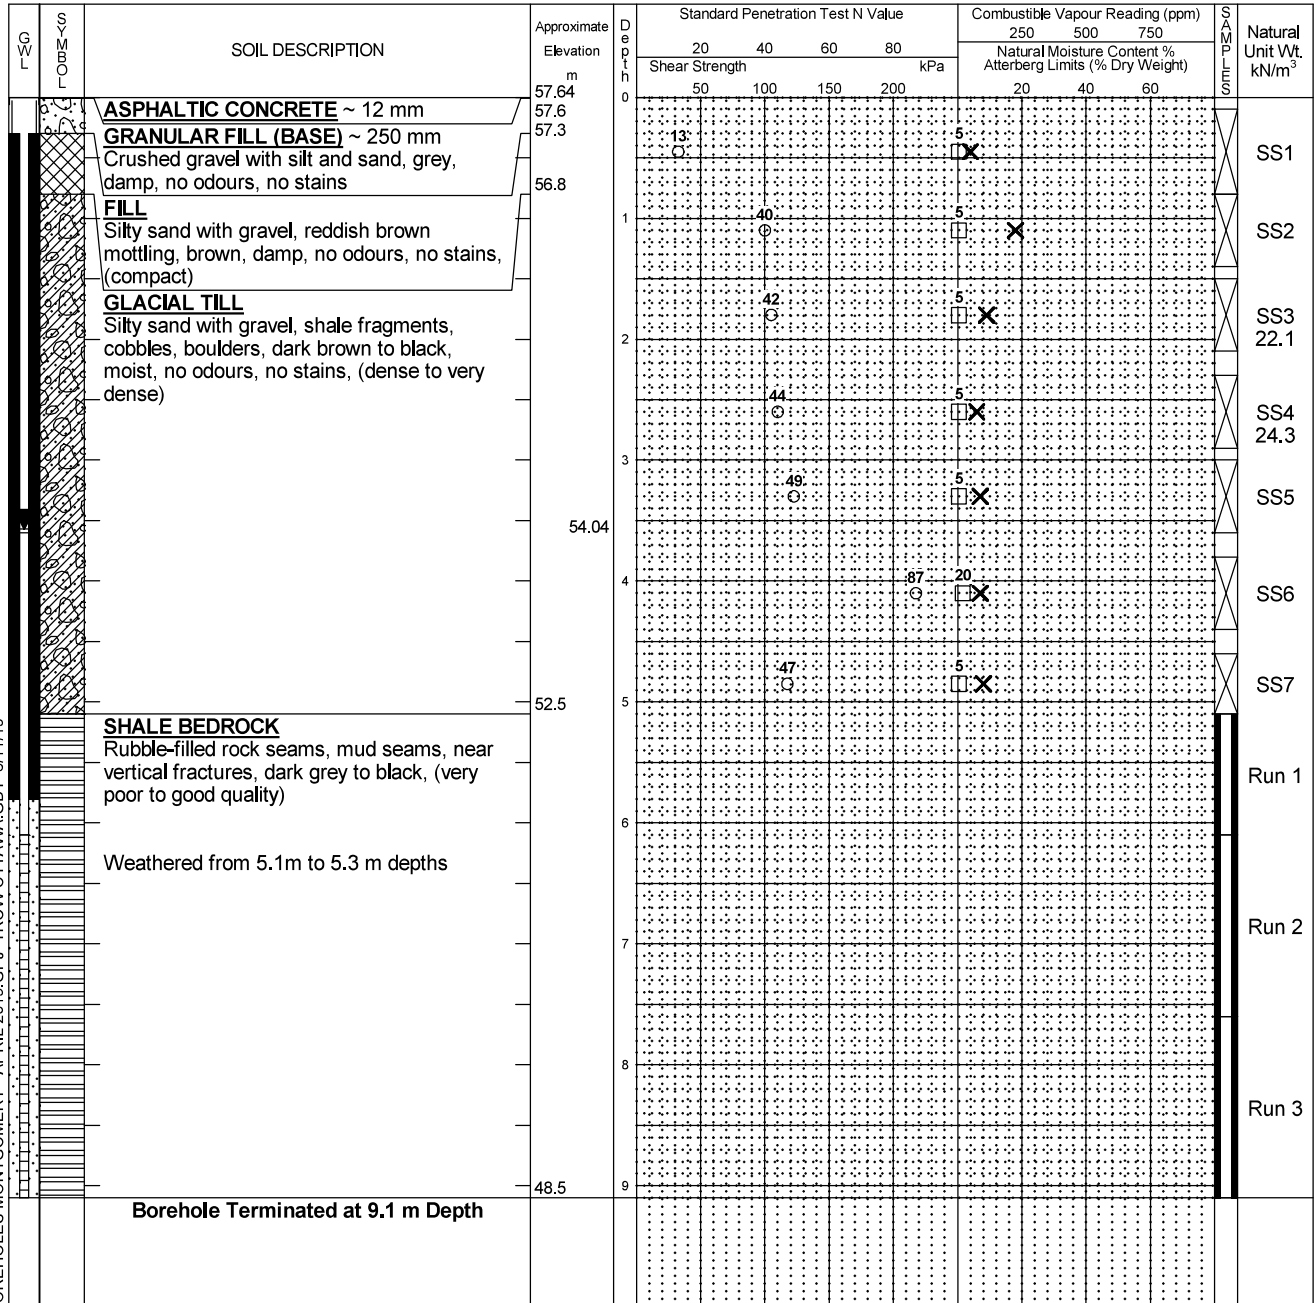 GWL
SYMBOL
SOIL DESCRIPTION
Approximate
Elevation
m
Depth
Standard Penetration Test N Value
20 40 60 80
Shear Strength kPa
50 100 150 200
Combustible Vapour Reading (ppm)
250 500 750
Natural Moisture Content %
Atterberg Limits (% Dry Weight)
20 40 60
SAMPLES
Natural
Unit Wt.
kN/m³
57.64
0
ASPHALTIC CONCRETE ~ 12 mm
57.6
GRANULAR FILL (BASE) ~ 250 mm
57.3
Crushed gravel with silt and sand, grey,
damp, no odours, no stains
56.8
13
5
SS1
FILL
Silty sand with gravel, reddish brown
mottling, brown, damp, no odours, no stains,
(compact)
1
40
5
SS2
GLACIAL TILL
Silty sand with gravel, shale fragments,
cobbles, boulders, dark brown to black,
moist, no odours, no stains, (dense to very
dense)
42
5
SS3
22.1
2
44
5
SS4
24.3
3
49
5
SS5
54.04
87
20
4
SS6
47
5
SS7
52.5
5
SHALE BEDROCK
Rubble-filled rock seams, mud seams, near
vertical fractures, dark grey to black, (very
poor to good quality)
Run 1
6
Weathered from 5.1m to 5.3 m depths
Run 2
7
8
Run 3
48.5
9
Borehole Terminated at 9.1 m Depth